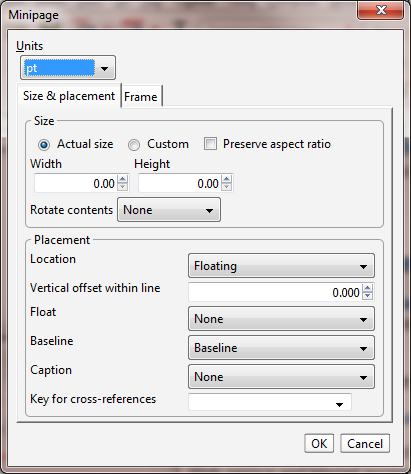 Minipage
Units
pt
Size & placement Frame
Size
Actual size Custom Preserve aspect ratio
Width Height
0.00 0.00
Rotate contents None
Placement
Location Floating
Vertical offset within line 0.000
Float None
Baseline Baseline
Caption None
Key for cross-references
OK Cancel